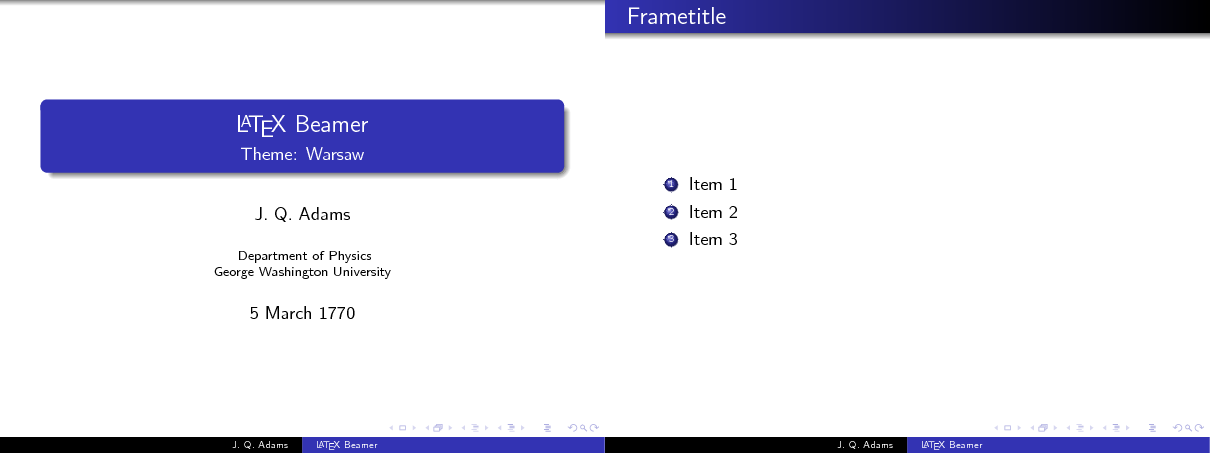 LATEX Beamer
Theme: Warsaw
J. Q. Adams
Department of Physics
George Washington University
5 March 1770
J. Q. Adams
LATEX Beamer
Frametitle
1 Item 1
2 Item 2
3 Item 3
J. Q. Adams
LATEX Beamer